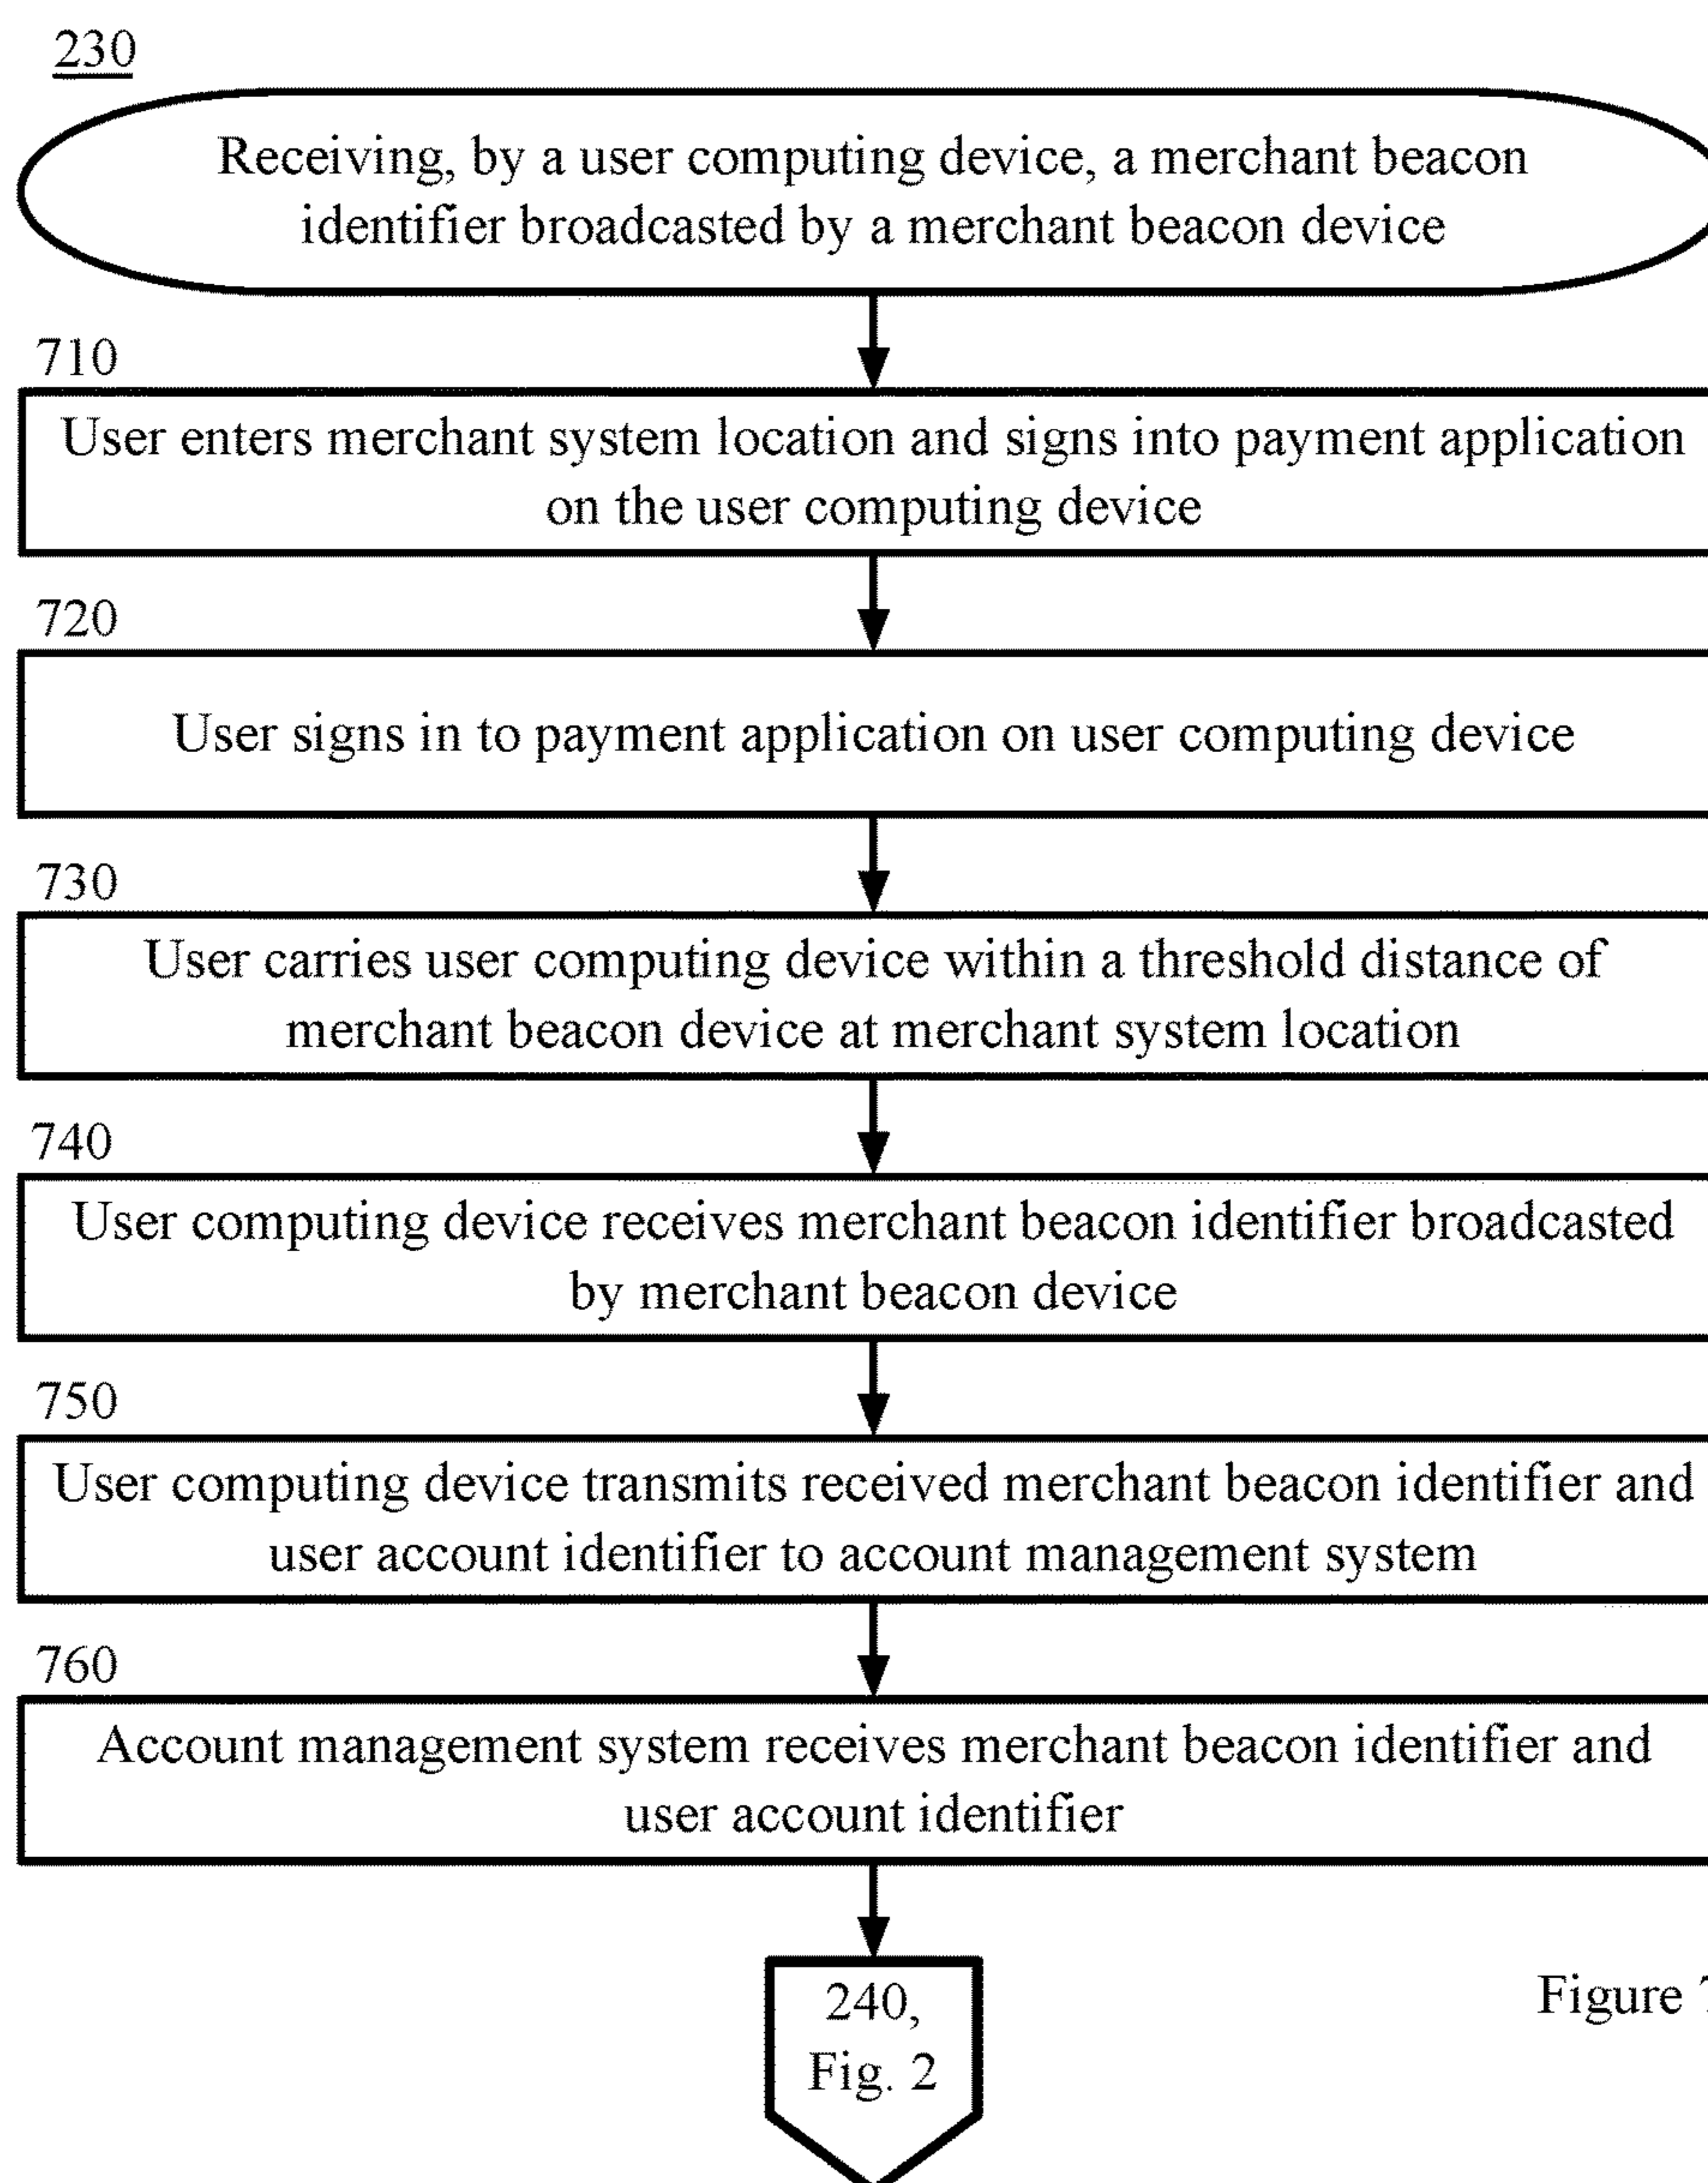 230
Receiving, by a user computing device, a merchant beacon
identifier broadcasted by a merchant beacon device
710
User enters merchant system location and signs into payment application
on the user computing device
720
User signs in to payment application on user computing device
730
User carries user computing device within a threshold distance of
merchant beacon device at merchant system location
740
User computing device receives merchant beacon identifier broadcasted
by merchant beacon device
750
User computing device transmits received merchant beacon identifier and
user account identifier to account management system
760
Account management system receives merchant beacon identifier and
user account identifier
240,
Fig. 2
Figure 7